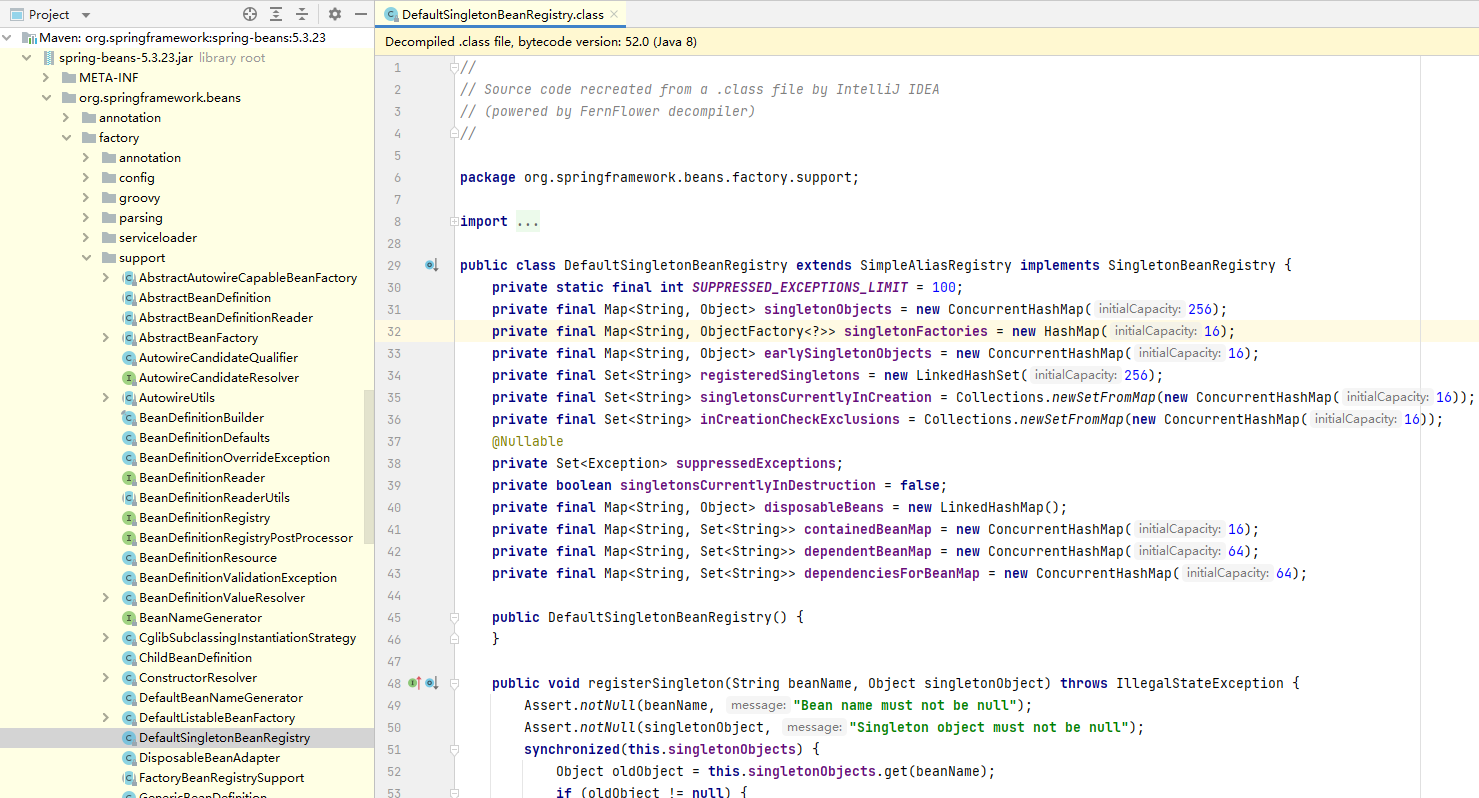 Project
Maven: org.springframework:spring-beans:5.3.23
spring-beans-5.3.23.jar library root
META-INF
org.springframework.beans
annotation
factory
annotation
config
groovy
parsing
serviceloader
support
AbstractAutowireCapableBeanFactory
AbstractBeanDefinition
AbstractBeanDefinitionReader
AbstractBeanFactory
AutowireCandidateQualifier
AutowireCandidateResolver
AutowireUtils
BeanDefinitionBuilder
BeanDefinitionDefaults
BeanDefinitionOverrideException
BeanDefinitionReader
BeanDefinitionReaderUtils
BeanDefinitionRegistry
BeanDefinitionRegistryPostProcessor
BeanDefinitionResource
BeanDefinitionValidationException
BeanDefinitionValueResolver
BeanNameGenerator
CglibSubclassingInstantiationStrategy
ChildBeanDefinition
ConstructorResolver
DefaultBeanNameGenerator
DefaultListableBeanFactory
DefaultSingletonBeanRegistry
DisposableBeanAdapter
FactoryBeanRegistrySupport
GenericBeanDefinition
DefaultSingletonBeanRegistry.class
Decompiled .class file, bytecode version: 52.0 (Java 8)
1 //
2 // Source code recreated from a .class file by IntelliJ IDEA
3 // (powered by FernFlower decompiler)
4 //
5
6 package org.springframework.beans.factory.support;
7
8 import ...
28
29 public class DefaultSingletonBeanRegistry extends SimpleAliasRegistry implements SingletonBeanRegistry {
30 private static final int SUPPRESSED_EXCEPTIONS_LIMIT = 100;
31 private final Map<String, Object> singletonObjects = new ConcurrentHashMap( initialCapacity: 256);
32 private final Map<String, ObjectFactory<?>> singletonFactories = new HashMap( initialCapacity: 16);
33 private final Map<String, Object> earlySingletonObjects = new ConcurrentHashMap( initialCapacity: 16);
34 private final Set<String> registeredSingletons = new LinkedHashSet( initialCapacity: 256);
35 private final Set<String> singletonsCurrentlyInCreation = Collections.newSetFromMap(new ConcurrentHashMap( initialCapacity: 16));
36 private final Set<String> inCreationCheckExclusions = Collections.newSetFromMap(new ConcurrentHashMap( initialCapacity: 16));
37 @Nullable
38 private Set<Exception> suppressedExceptions;
39 private boolean singletonsCurrentlyInDestruction = false;
40 private final Map<String, Object> disposableBeans = new LinkedHashMap();
41 private final Map<String, Set<String>> containedBeanMap = new ConcurrentHashMap( initialCapacity: 16);
42 private final Map<String, Set<String>> dependentBeanMap = new ConcurrentHashMap( initialCapacity: 64);
43 private final Map<String, Set<String>> dependenciesForBeanMap = new ConcurrentHashMap( initialCapacity: 64);
44
45 public DefaultSingletonBeanRegistry() {
46 }
47
48 public void registerSingleton(String beanName, Object singletonObject) throws IllegalStateException {
49 Assert.notNull(beanName, message: "Bean name must not be null");
50 Assert.notNull(singletonObject, message: "Singleton object must not be null");
51 synchronized(this.singletonObjects) {
52 Object oldObject = this.singletonObjects.get(beanName);
53 if (oldObject != null) {